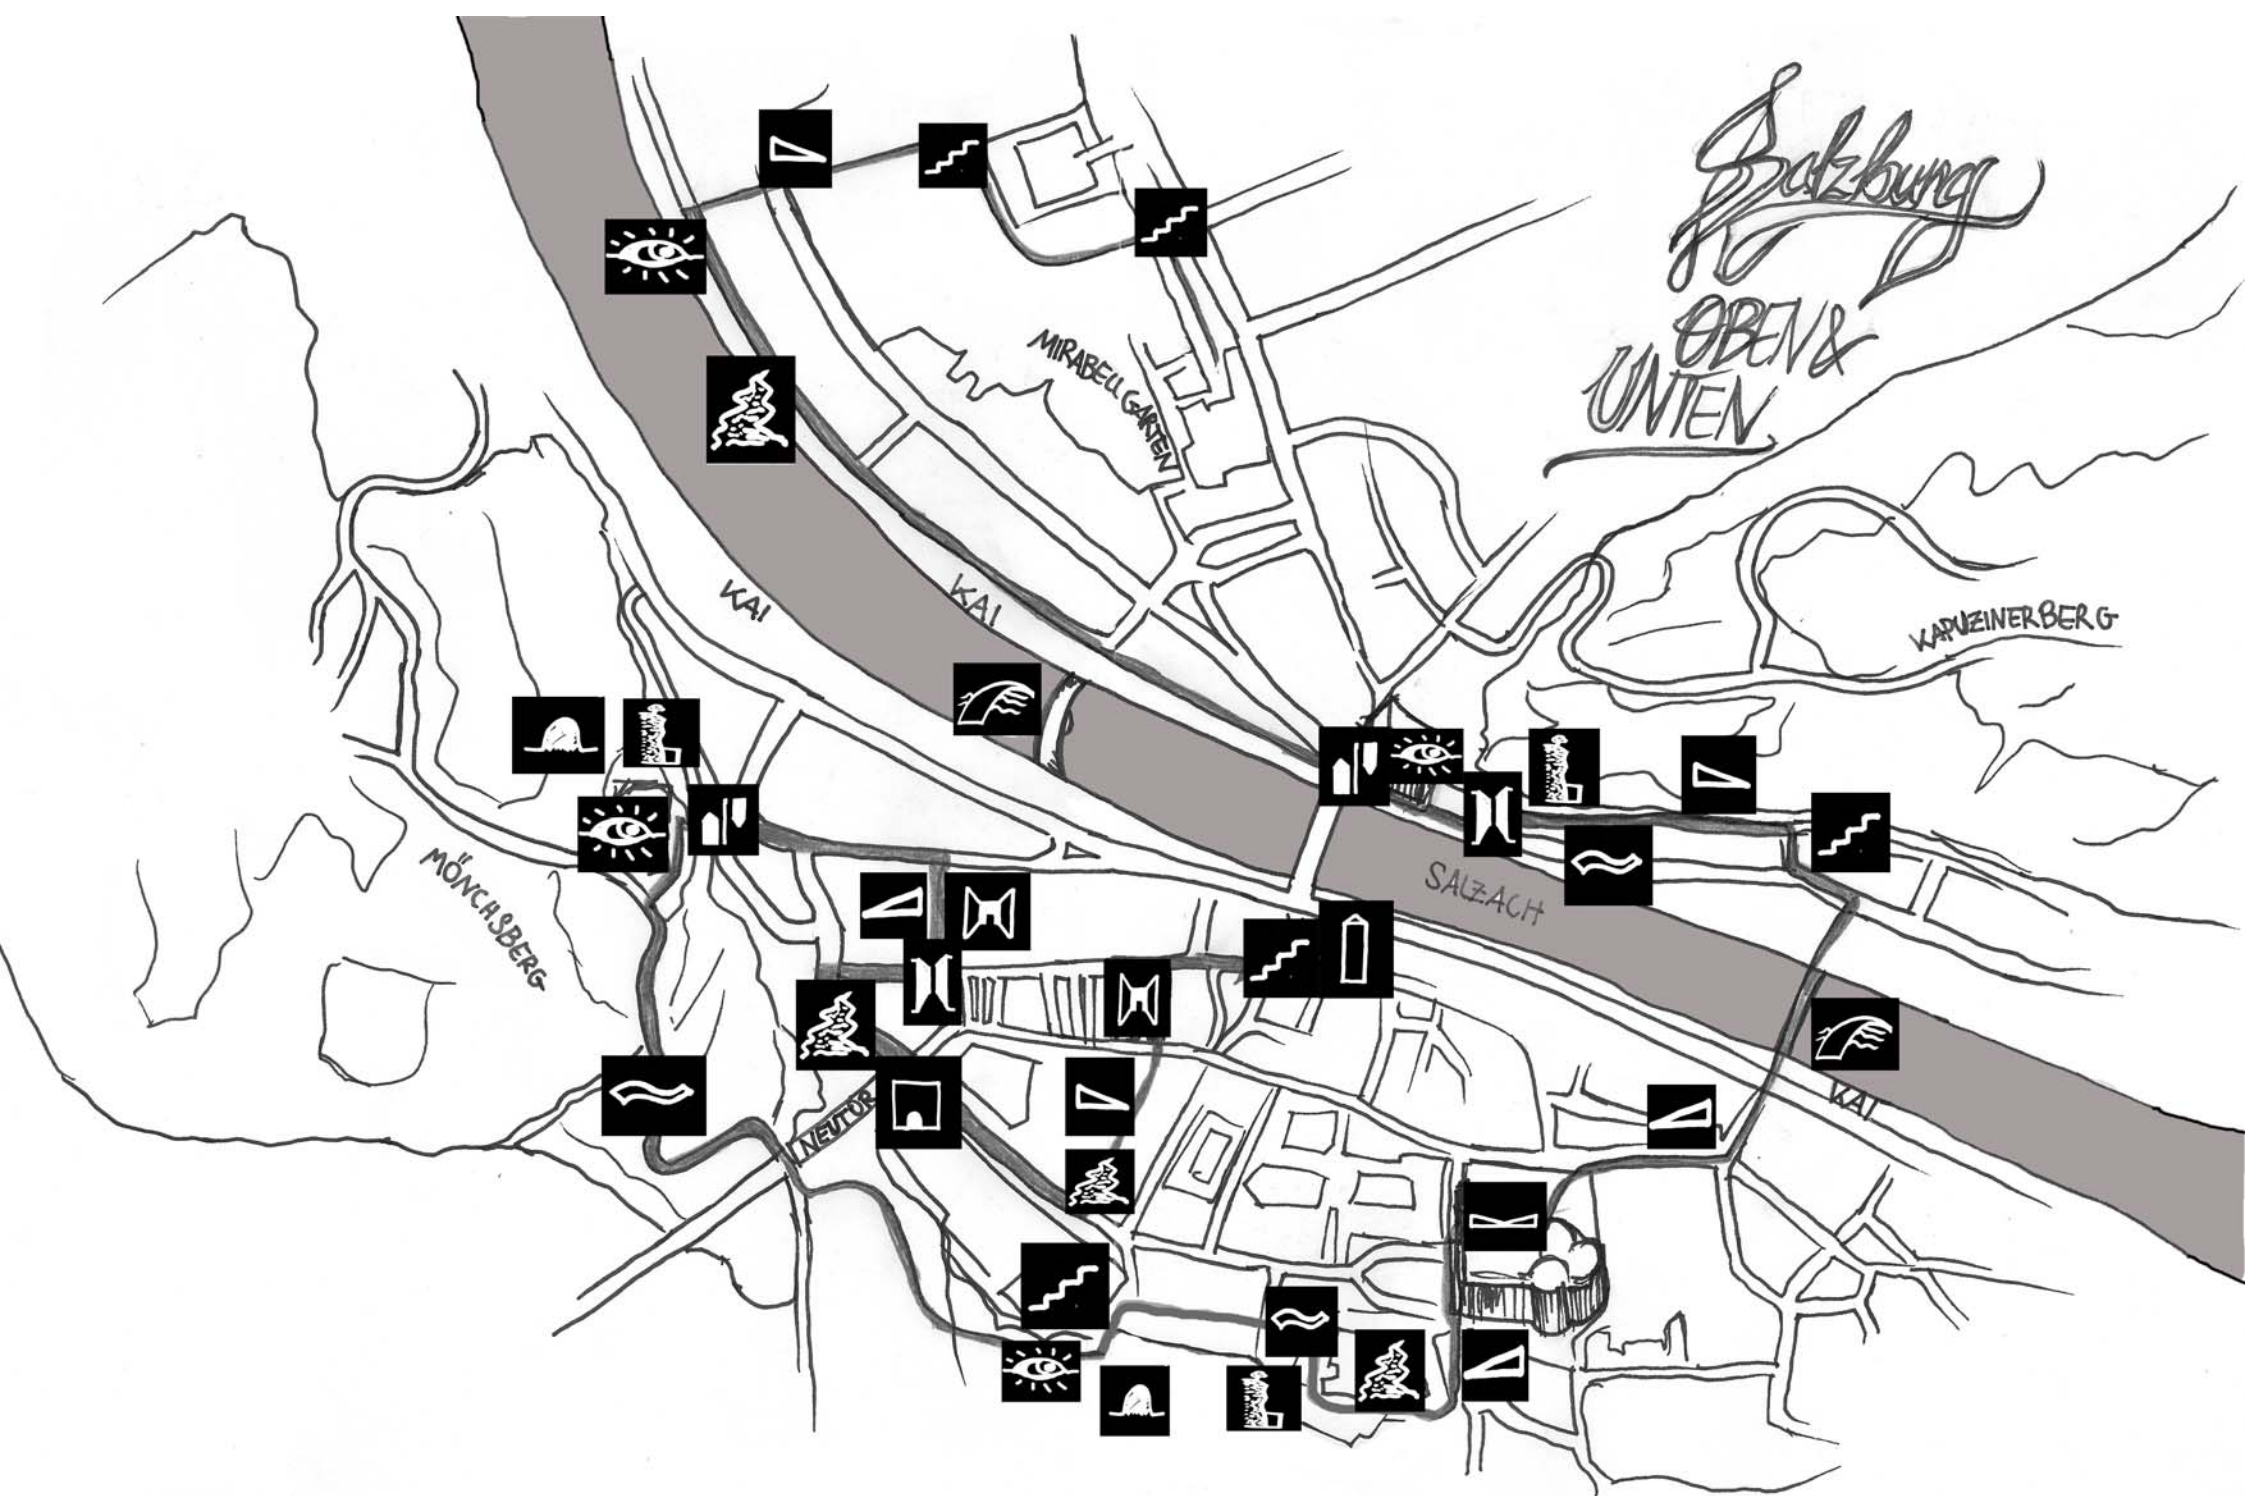 Salzburg
OBEN &
UNTEN
MIRABELLGARTEN
KAI
KAI
KAPUZINERBERG
MÖNCHSBERG
SALZACH
NEUTOR
KAI